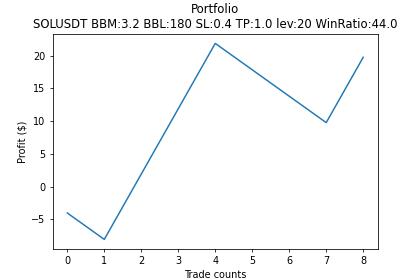 Portfolio
SOLUSDT BBM:3.2 BBL:180 SL:0.4 TP:1.0 lev:20 WinRatio:44.0
20
15
10
5
0
−5
Profit ($)
0 1 2 3 4 5 6 7 8
Trade counts